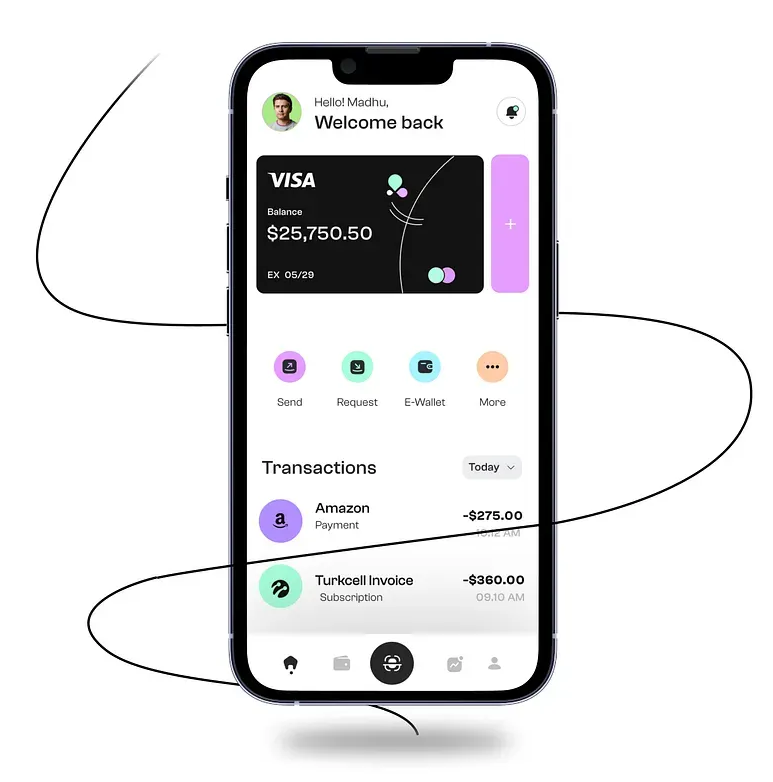 Hello! Madhu,
Welcome back
VISA
Balance
$25,750.50
EX 05/29
+
Send
Request
E-Wallet
More
Transactions
Today
Amazon
-$275.00
Payment
10.12 AM
Turkcell Invoice
-$360.00
Subscription
09.10 AM